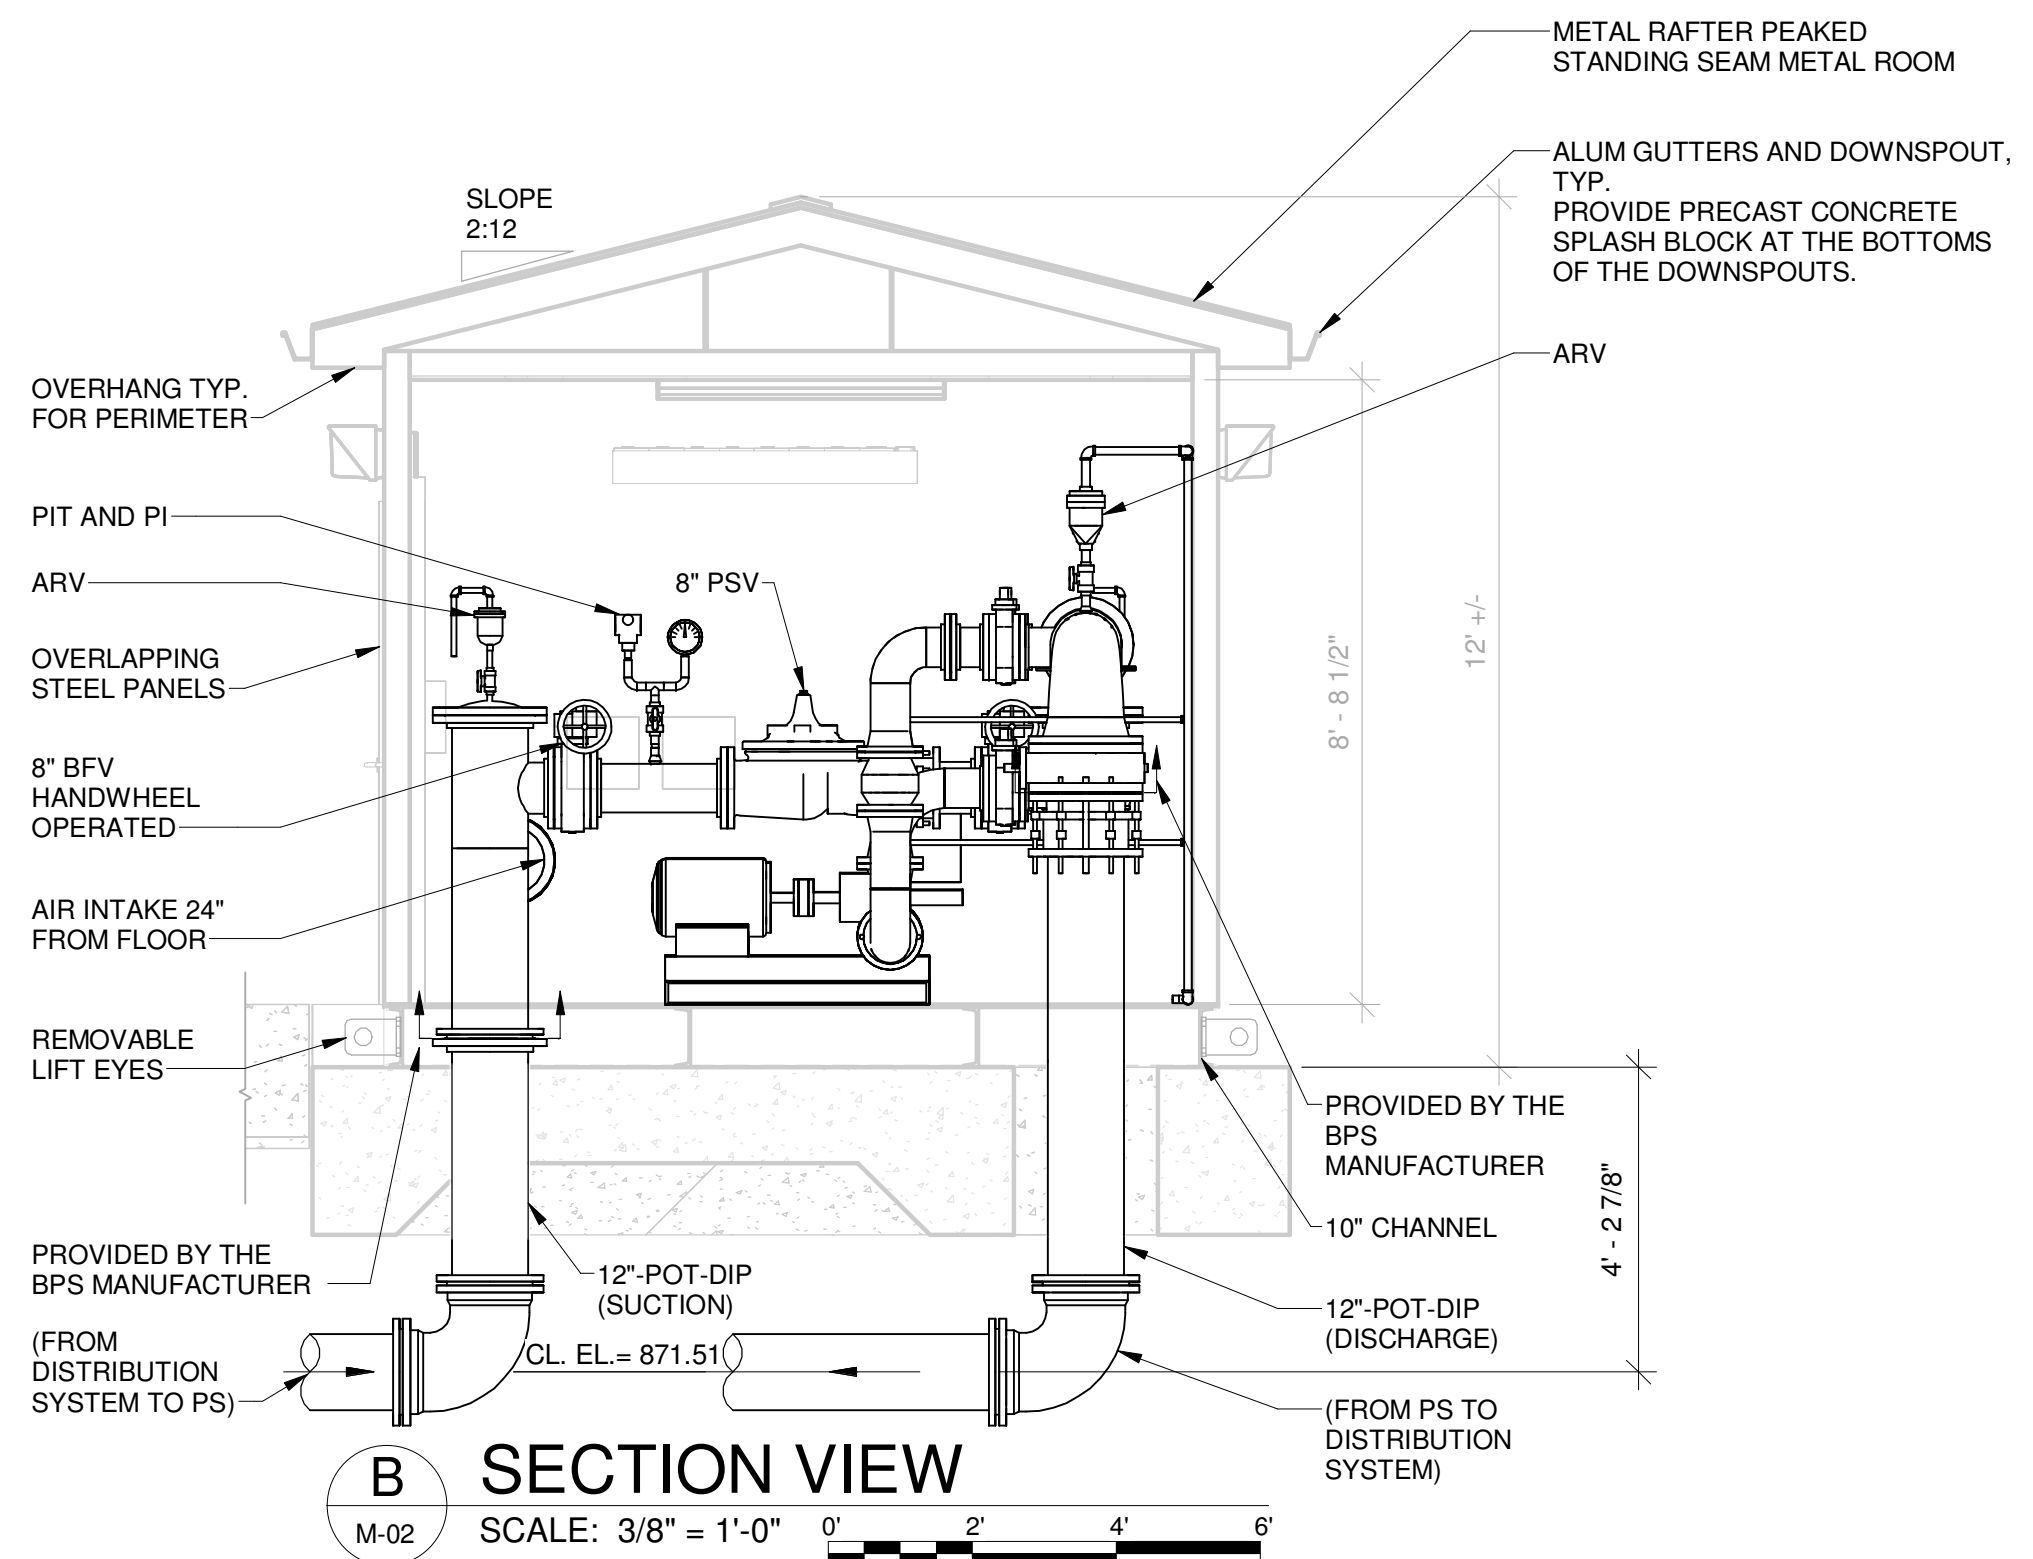 METAL RAFTER PEAKED
STANDING SEAM METAL ROOM
ALUM GUTTERS AND DOWNSPOUT,
TYP.
PROVIDE PRECAST CONCRETE
SPLASH BLOCK AT THE BOTTOMS
OF THE DOWNSPOUTS.
ARV
SLOPE
2:12
OVERHANG TYP.
FOR PERIMETER
PIT AND PI
ARV
OVERLAPPING
STEEL PANELS
8" BFV
HANDWHEEL
OPERATED
AIR INTAKE 24"
FROM FLOOR
REMOVABLE
LIFT EYES
PROVIDED BY THE
BPS MANUFACTURER
(FROM
DISTRIBUTION
SYSTEM TO PS)
8" PSV
8' - 8 1/2"
12' +/-
4' - 2 7/8"
PROVIDED BY THE
BPS
MANUFACTURER
10" CHANNEL
12"-POT-DIP
(DISCHARGE)
(FROM PS TO
DISTRIBUTION
SYSTEM)
12"-POT-DIP
(SUCTION)
CL. EL.= 871.51
B
M-02
SECTION VIEW
SCALE: 3/8" = 1'-0"
0' 2' 4' 6'